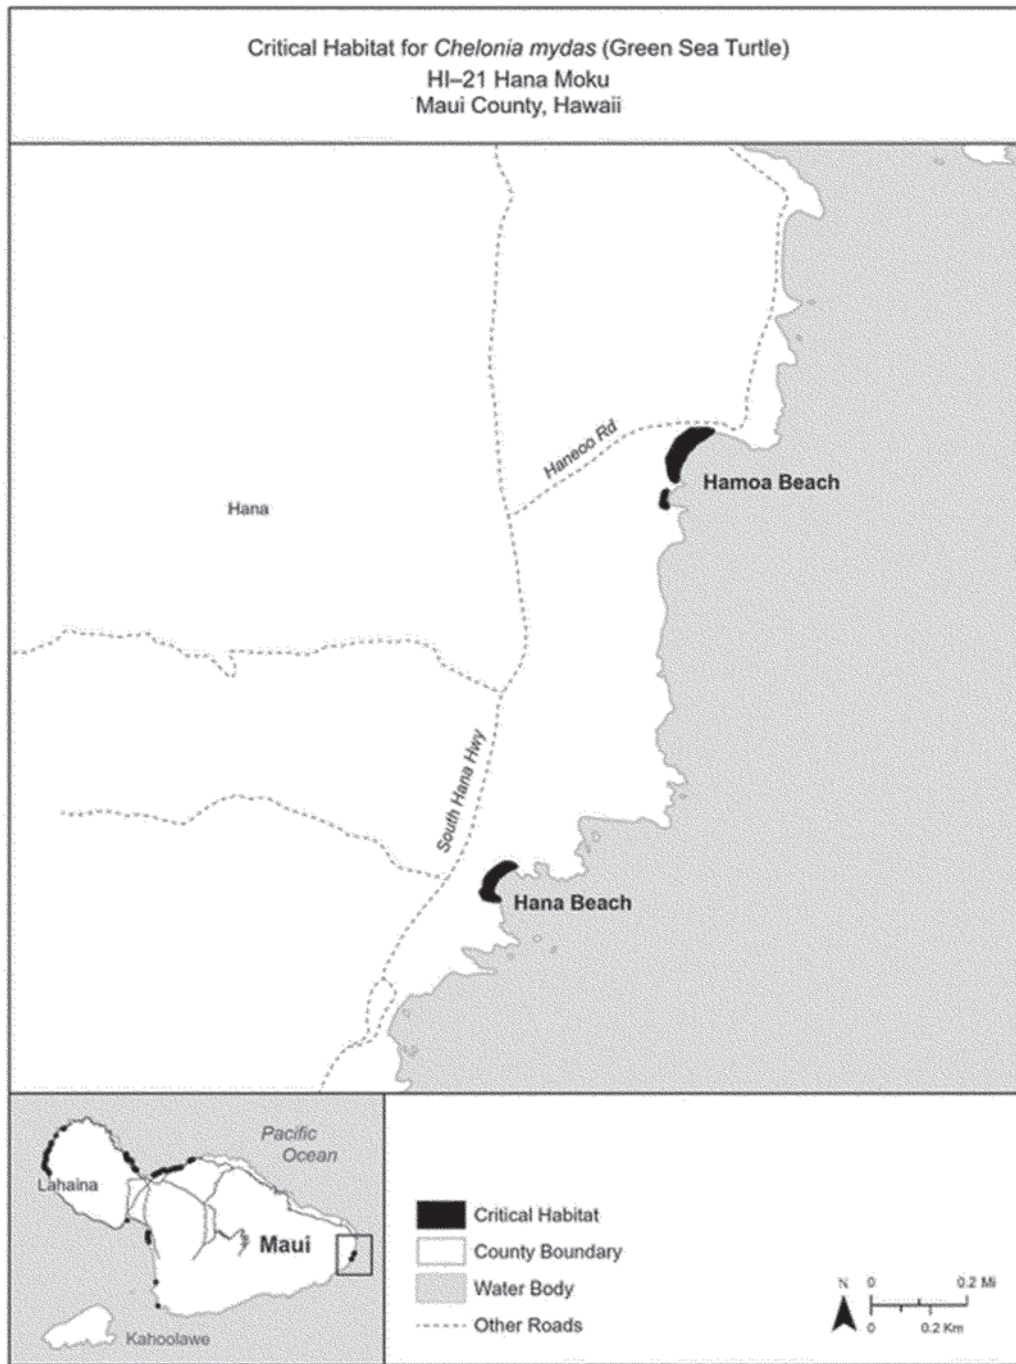 Critical Habitat for Chelonia mydas (Green Sea Turtle)
HI–21 Hana Moku
Maui County, Hawaii
Haneoo Rd
Hamoa Beach
Hana
South Hana Hwy
Hana Beach
Pacific
Ocean
Lahaina
Maui
Kahoolawe
Critical Habitat
County Boundary
Water Body
Other Roads
N
0 0.2 Mi
0 0.2 Km